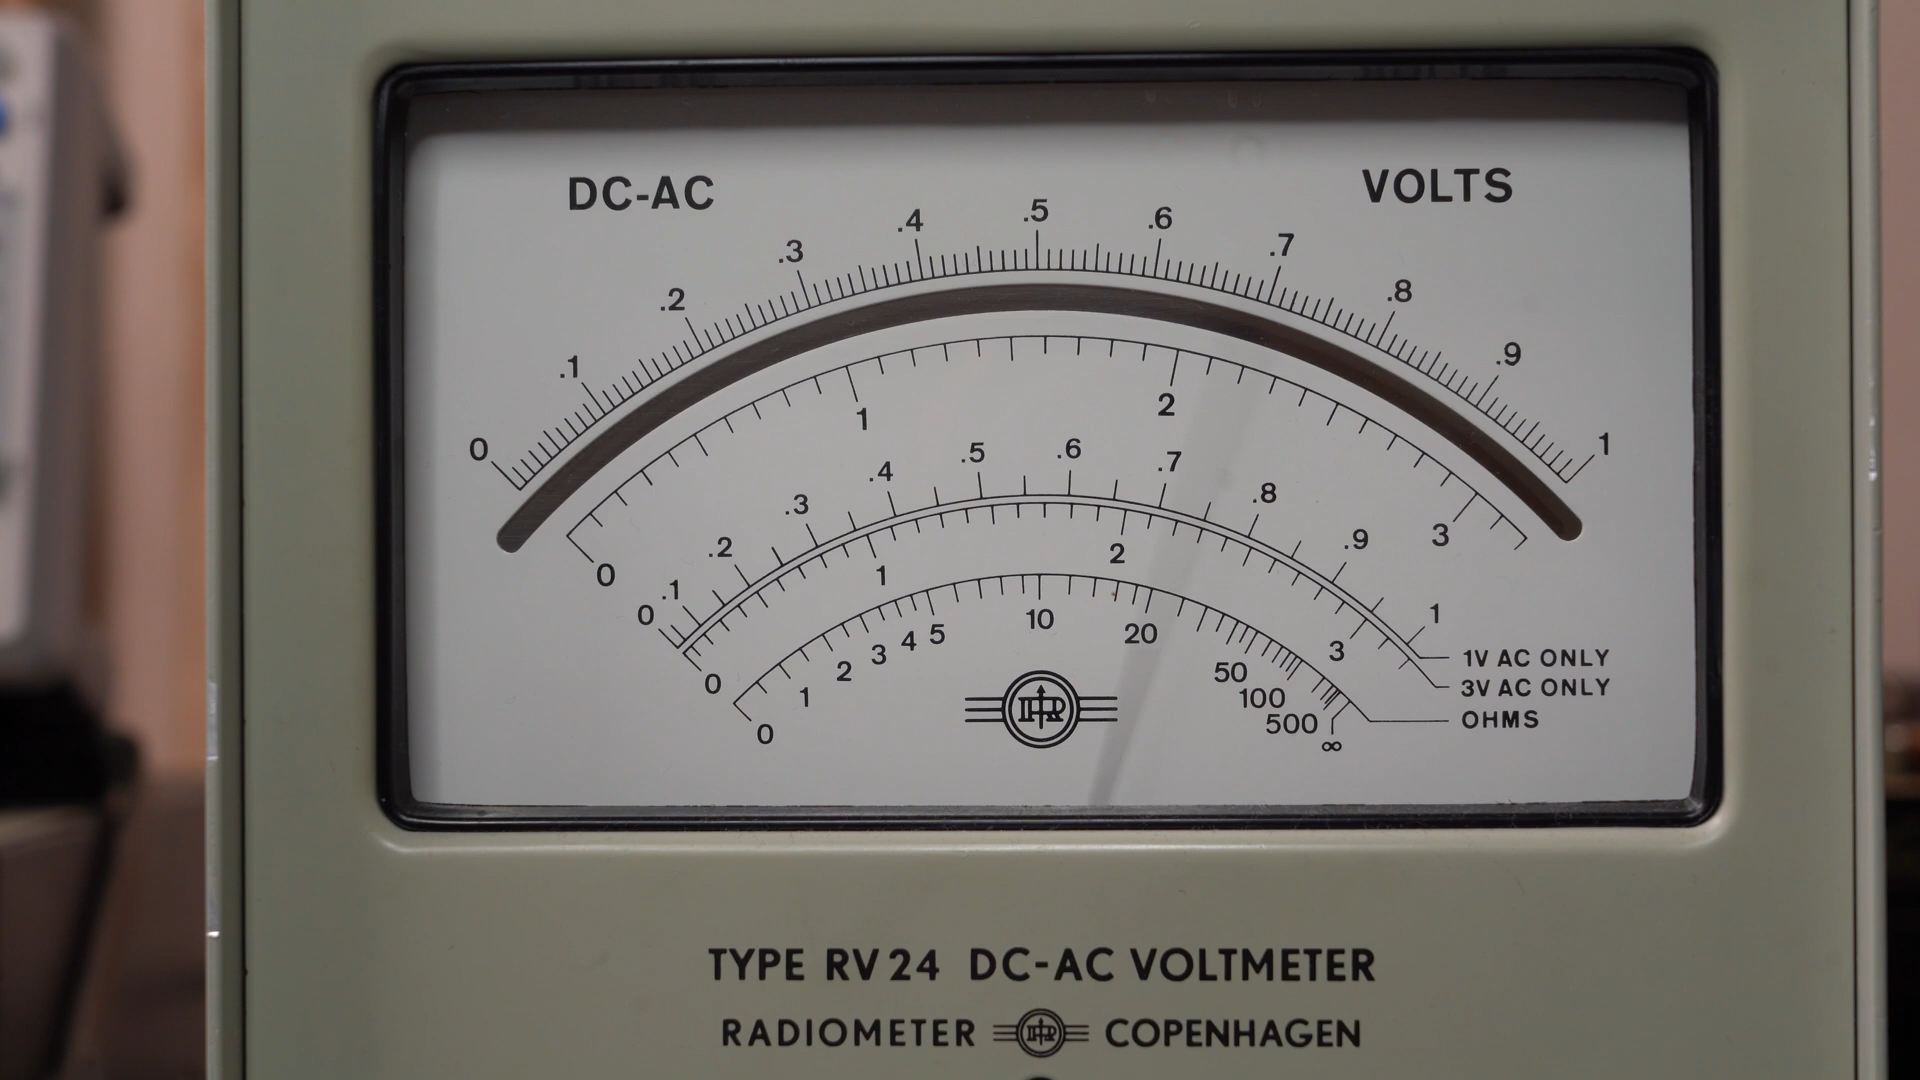 DC-AC VOLTS
0 .1 .2 .3 .4 .5 .6 .7 .8 .9 1
0 1 2 3
0 .1 .2 .3 .4 .5 .6 .7 .8 .9 1
0 1 2 3
0 1 2 3 4 5 10 20 50 100 500 ∞
1V AC ONLY
3V AC ONLY
OHMS
TYPE RV24 DC-AC VOLTMETER
RADIOMETER COPENHAGEN